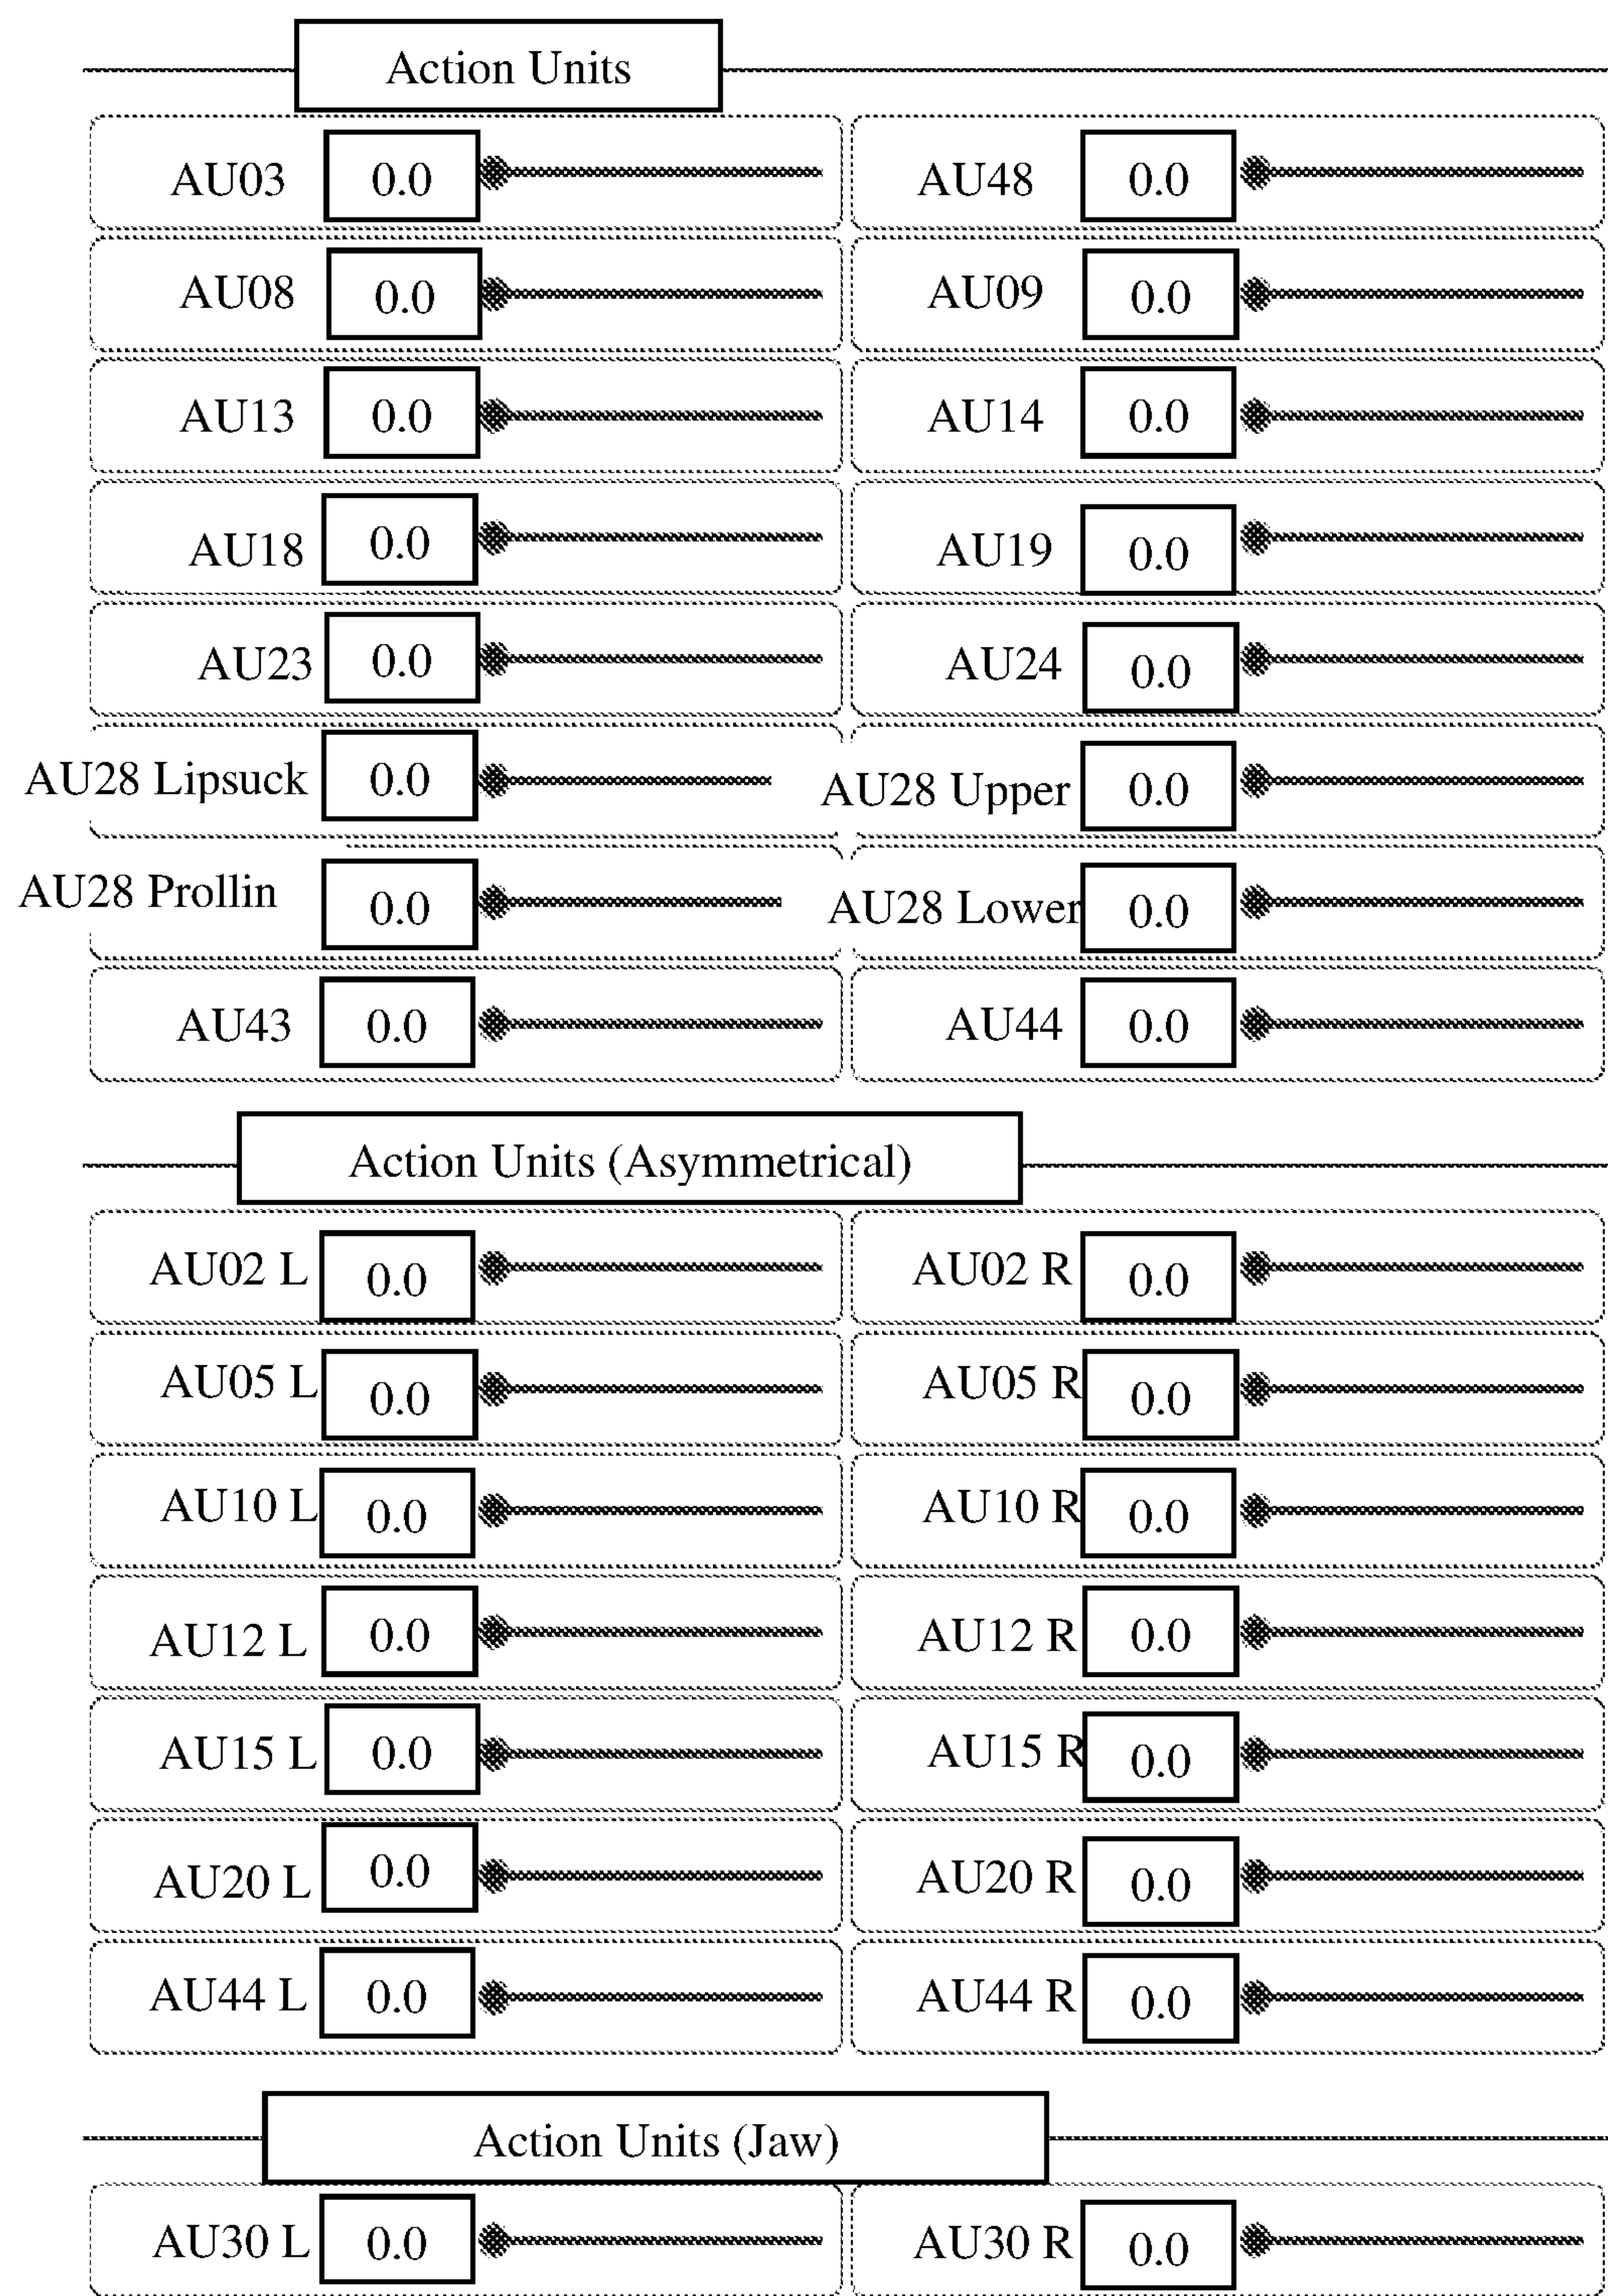 Action Units
AU03 0.0 AU48 0.0
AU08 0.0 AU09 0.0
AU13 0.0 AU14 0.0
AU18 0.0 AU19 0.0
AU23 0.0 AU24 0.0
AU28 Lipsuck 0.0 AU28 Upper 0.0
AU28 Prollin 0.0 AU28 Lower 0.0
AU43 0.0 AU44 0.0
Action Units (Asymmetrical)
AU02 L 0.0 AU02 R 0.0
AU05 L 0.0 AU05 R 0.0
AU10 L 0.0 AU10 R 0.0
AU12 L 0.0 AU12 R 0.0
AU15 L 0.0 AU15 R 0.0
AU20 L 0.0 AU20 R 0.0
AU44 L 0.0 AU44 R 0.0
Action Units (Jaw)
AU30 L 0.0 AU30 R 0.0